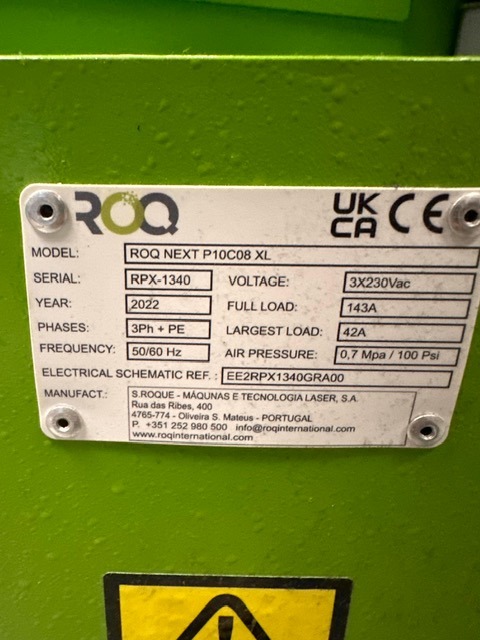 ROQ UK CA CE
MODEL: ROQ NEXT P10C08 XL
SERIAL: RPX-1340 VOLTAGE: 3X230Vac
YEAR: 2022 FULL LOAD: 143A
PHASES: 3Ph + PE LARGEST LOAD: 42A
FREQUENCY: 50/60 Hz AIR PRESSURE: 0,7 Mpa / 100 Psi
ELECTRICAL SCHEMATIC REF.: EE2RPX1340GRA00
MANUFACT.: S.ROQUE - MÁQUNAS E TECNOLOGIA LASER, S.A.
Rua das Ribes, 400
4765-774 - Oliveira S. Mateus - PORTUGAL
P. +351 252 980 500 info@roqinternational.com
www.roqinternational.com